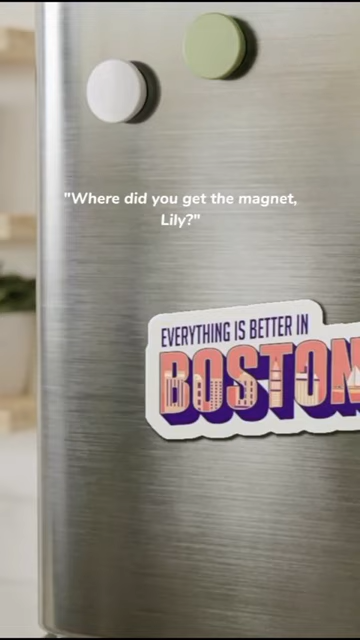 "Where did you get the magnet,
Lily?"
EVERYTHING IS BETTER IN
BOSTON